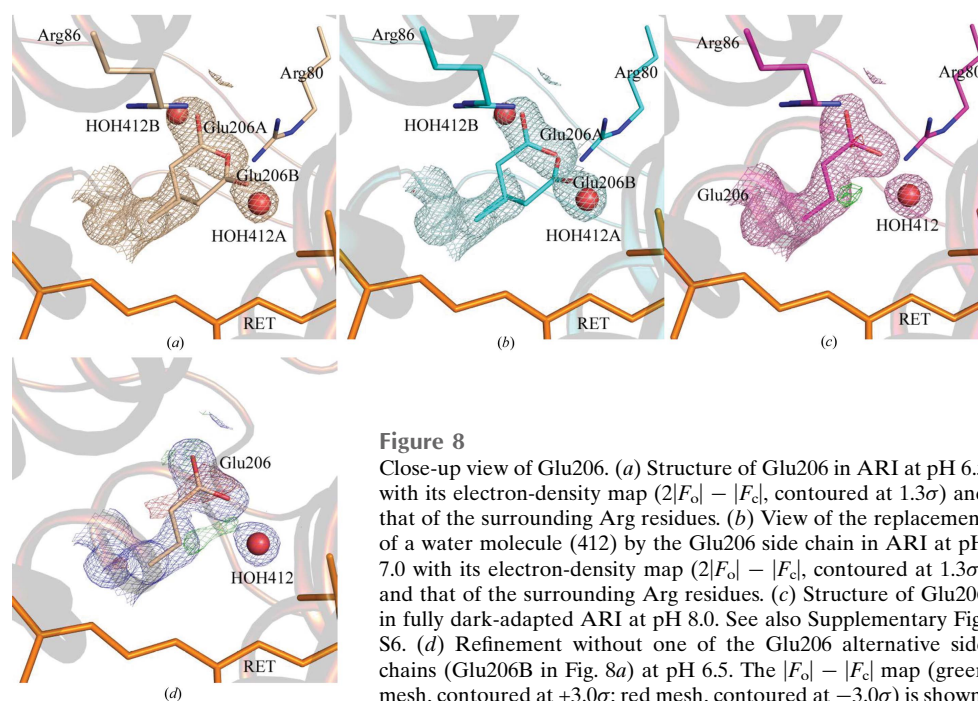 Arg86
Arg80
HOH412B
Glu206A
Glu206B
HOH412A
RET
(a)
Arg86
Arg80
HOH412B
Glu206A
Glu206B
HOH412A
RET
(b)
Arg86
Arg80
Glu206
HOH412
RET
(c)
Glu206
HOH412
RET
(d)
Figure 8
Close-up view of Glu206. (a) Structure of Glu206 in ARI at pH 6.5
with its electron-density map (2|Fo| − |Fc|, contoured at 1.3σ) and
that of the surrounding Arg residues. (b) View of the replacemen
of a water molecule (412) by the Glu206 side chain in ARI at pH
7.0 with its electron-density map (2|Fo| − |Fc|, contoured at 1.3σ
and that of the surrounding Arg residues. (c) Structure of Glu206
in fully dark-adapted ARI at pH 8.0. See also Supplementary Fig
S6. (d) Refinement without one of the Glu206 alternative side
chains (Glu206B in Fig. 8a) at pH 6.5. The |Fo| − |Fc| map (green
mesh, contoured at +3.0σ; red mesh, contoured at −3.0σ) is shown